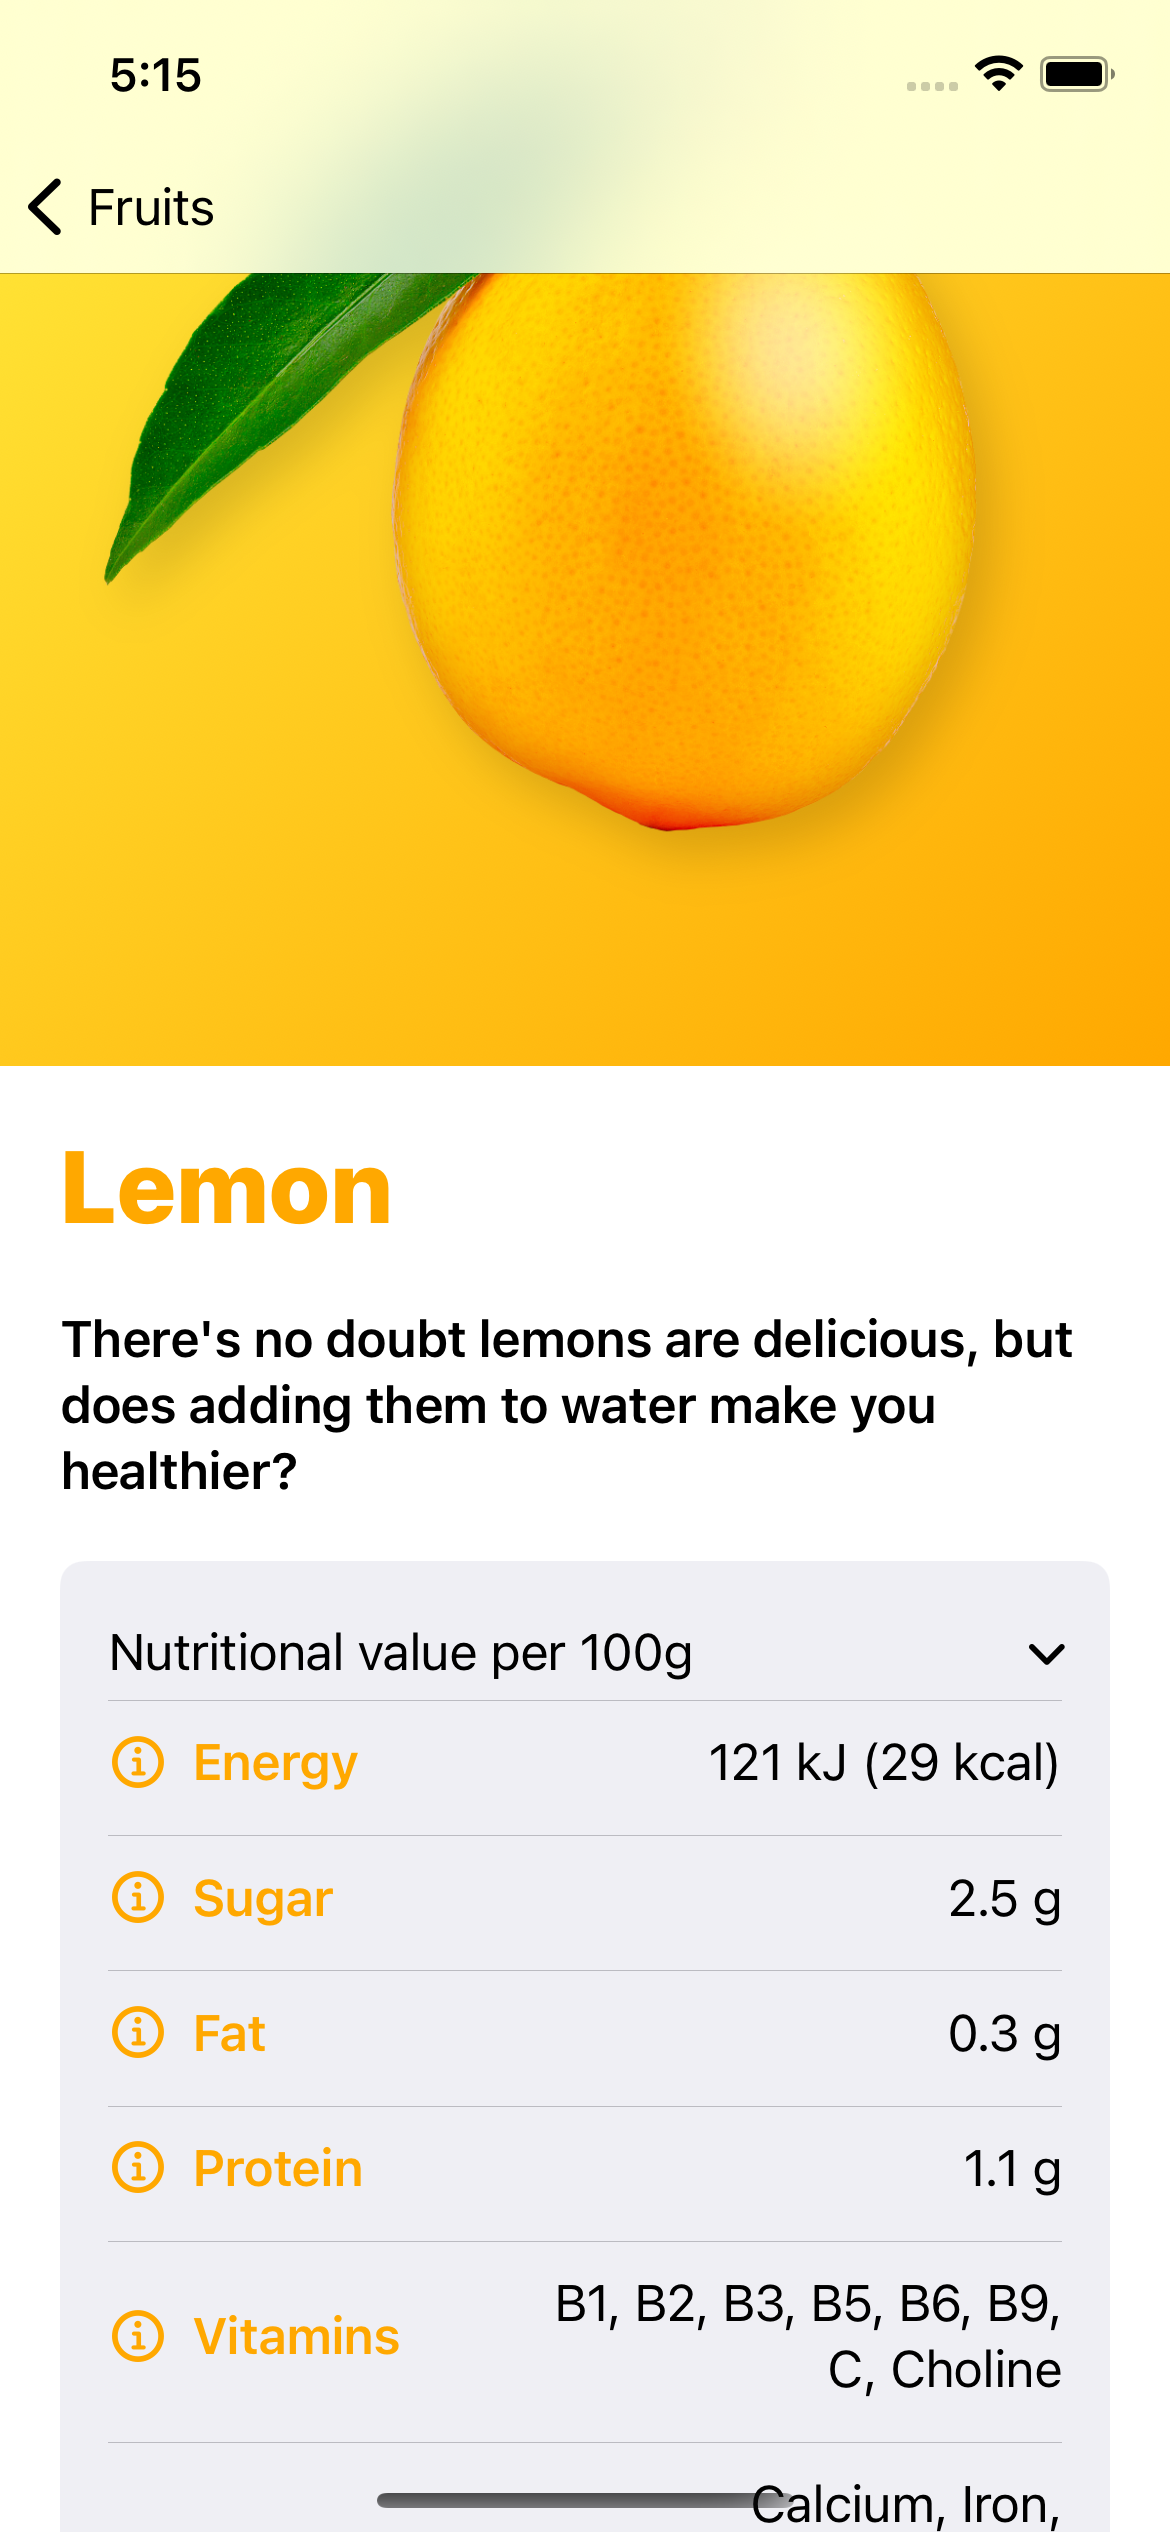 5:15
Fruits
Lemon
There's no doubt lemons are delicious, but
does adding them to water make you
healthier?
Nutritional value per 100g
Energy 121 kJ (29 kcal)
Sugar 2.5 g
Fat 0.3 g
Protein 1.1 g
Vitamins B1, B2, B3, B5, B6, B9,
C, Choline
Calcium, Iron,